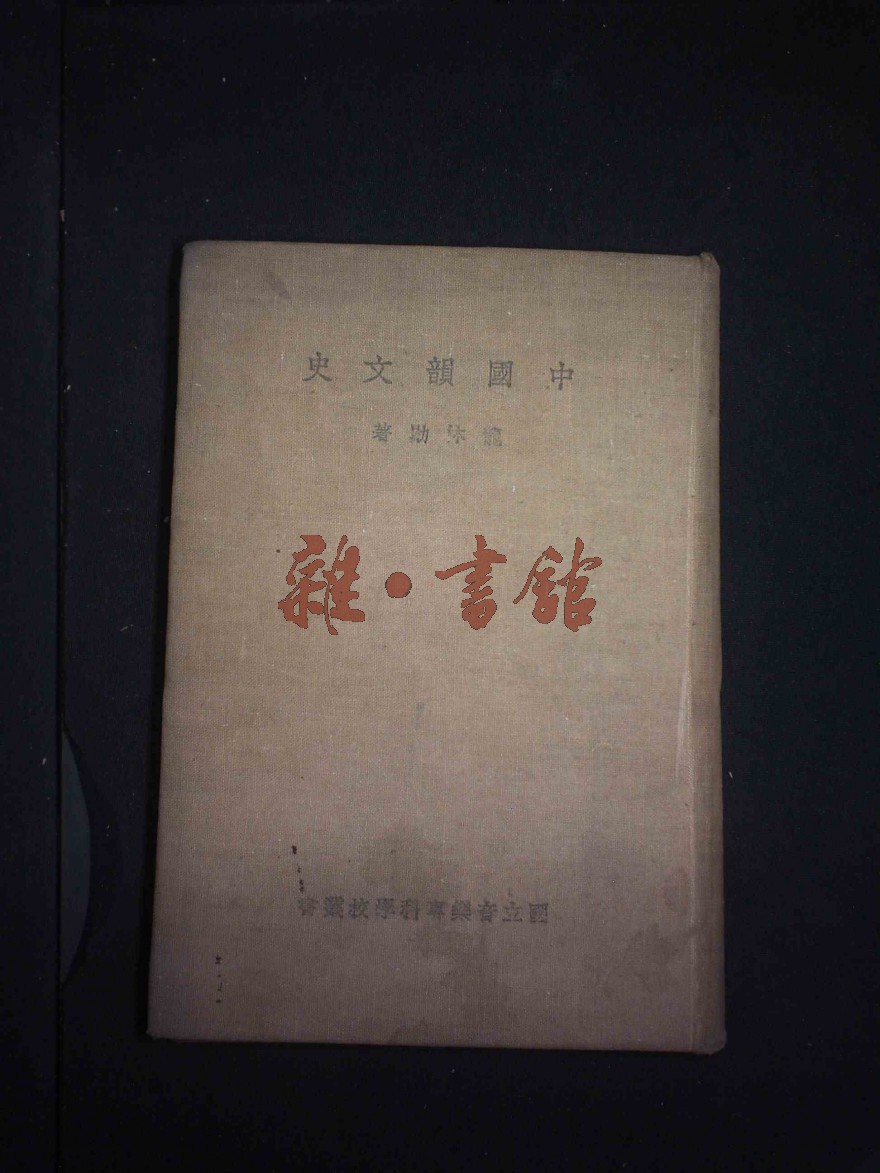 中國韻文史
龍沐勛著
雜·書館
國立音樂專科學校叢書